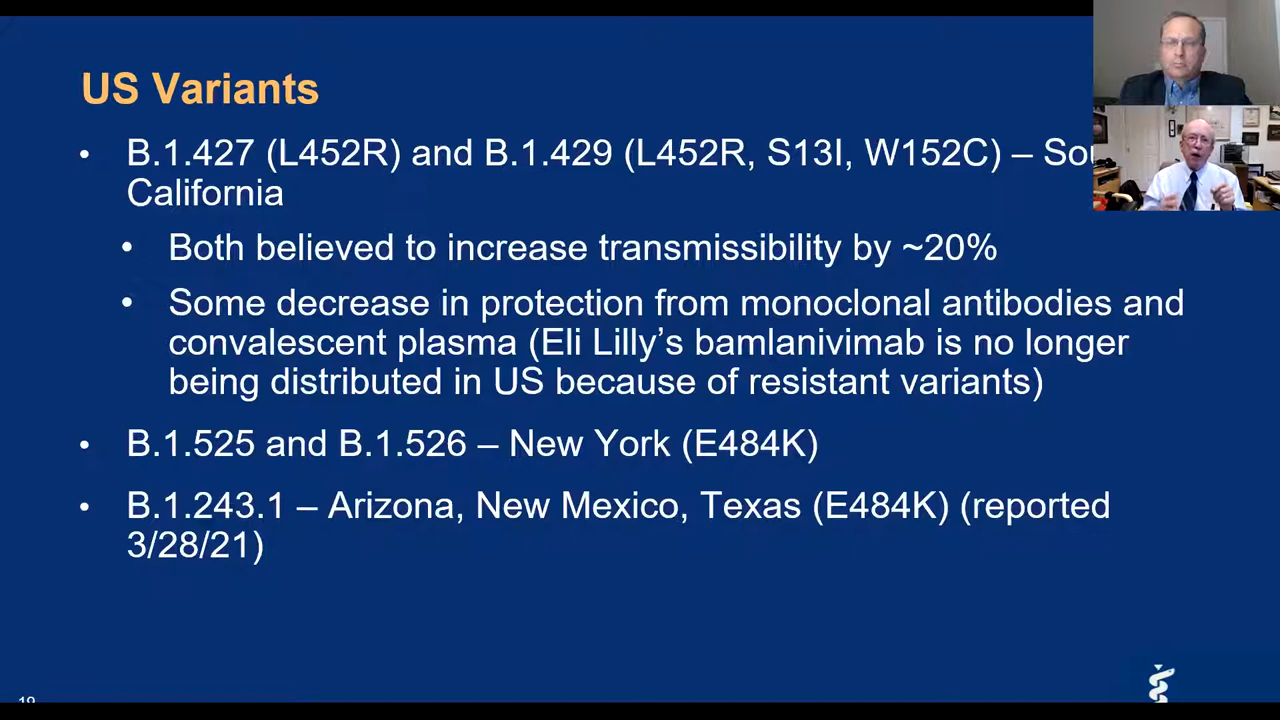 US Variants
• B.1.427 (L452R) and B.1.429 (L452R, S13I, W152C) –
California
• Both believed to increase transmissibility by ~20%
• Some decrease in protection from monoclonal antibodies and
convalescent plasma (Eli Lilly’s bamlanivimab is no longer
being distributed in US because of resistant variants)
• B.1.525 and B.1.526 – New York (E484K)
• B.1.243.1 – Arizona, New Mexico, Texas (E484K) (reported
3/28/21)